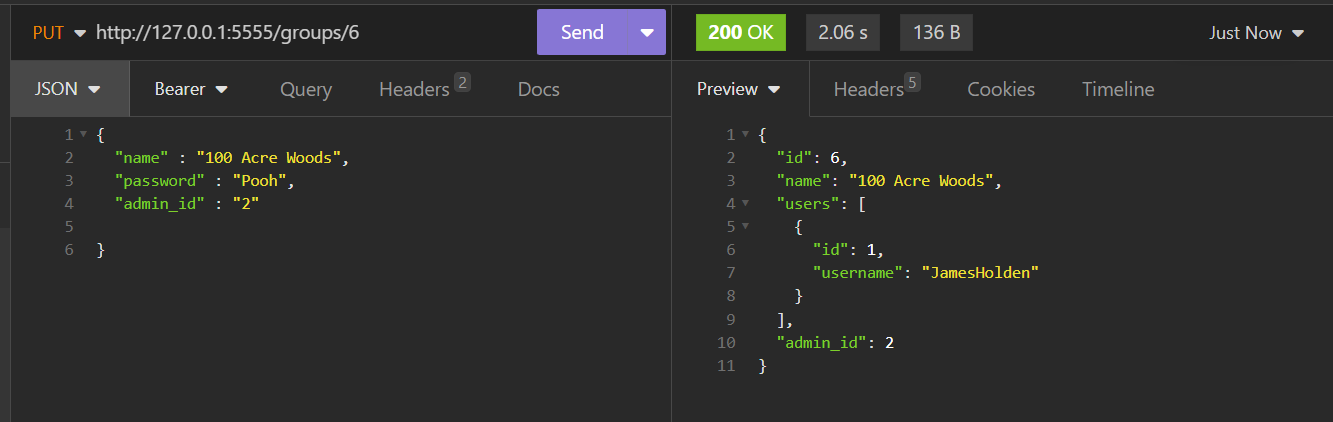 PUT http://127.0.0.1:5555/groups/6 Send 200 OK 2.06 s 136 B Just Now
JSON Bearer Query Headers 2 Docs Preview Headers 5 Cookies Timeline
1 {
2 "name" : "100 Acre Woods",
3 "password" : "Pooh",
4 "admin_id" : "2"
5
6 }
1 {
2 "id": 6,
3 "name": "100 Acre Woods",
4 "users": [
5 {
6 "id": 1,
7 "username": "JamesHolden"
8 }
9 ],
10 "admin_id": 2
11 }